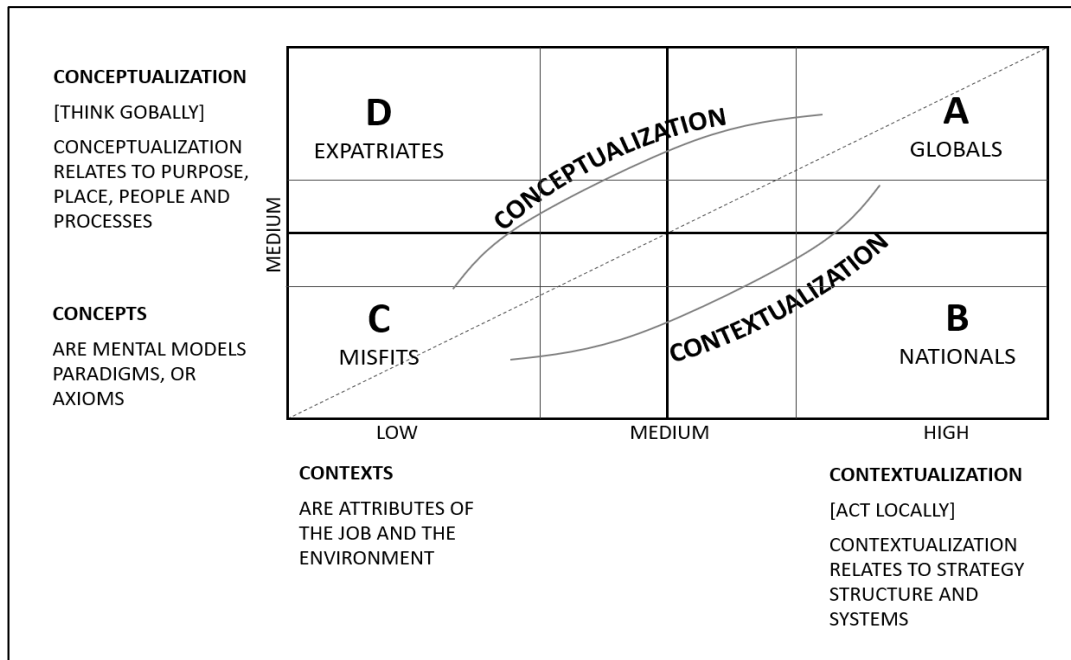 CONCEPTUALIZATION
[THINK GOBALLY]
CONCEPTUALIZATION
RELATES TO PURPOSE,
PLACE, PEOPLE AND
PROCESSES
CONCEPTS
ARE MENTAL MODELS
PARADIGMS, OR
AXIOMS
MEDIUM
D
EXPATRIATES
CONCEPTUALIZATION
A
GLOBALS
C
MISFITS
CONTEXTUALIZATION
B
NATIONALS
LOW
MEDIUM
HIGH
CONTEXTS
ARE ATTRIBUTES OF
THE JOB AND THE
ENVIRONMENT
CONTEXTUALIZATION
[ACT LOCALLY]
CONTEXTUALIZATION
RELATES TO STRATEGY
STRUCTURE AND
SYSTEMS